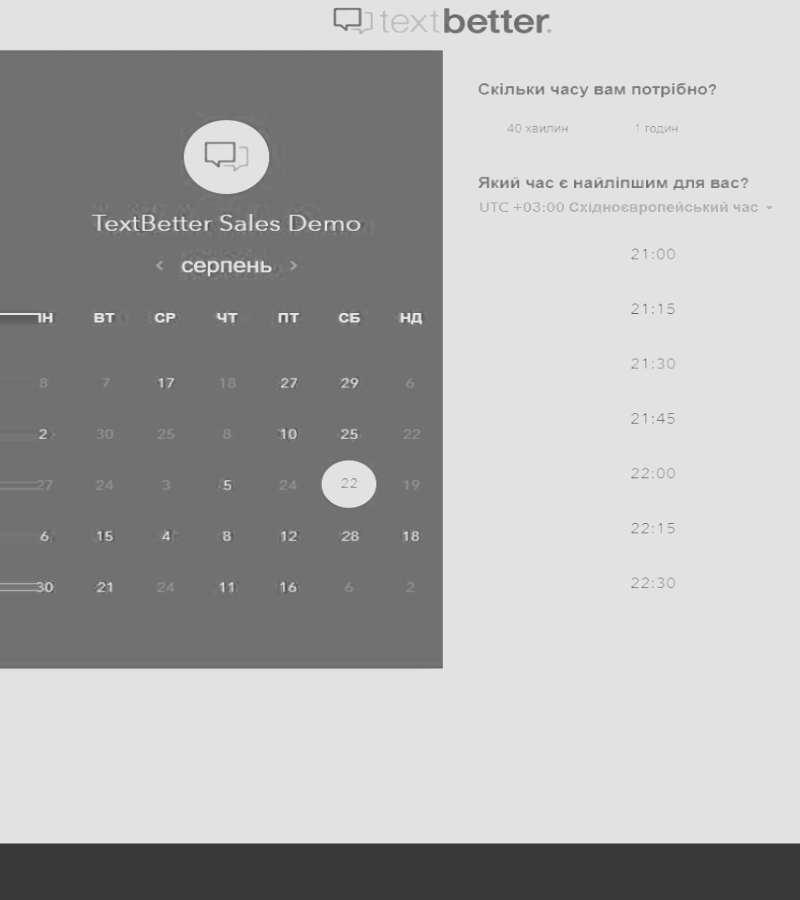 textbetter.
TextBetter Sales Demo
< серпень >
ВТ СР ЧТ ПТ СБ НД
8 7 17 18 27 29 6
2 30 25 8 10 25 22
27 24 3 5 24 22 19
6 15 4 8 12 28 18
30 21 24 11 16 6 2
Скільки часу вам потрібно?
40 хвилин 1 годин
Який час є найліпшим для вас?
UTC +03:00 Східноєвропейський час
21:00
21:15
21:30
21:45
22:00
22:15
22:30